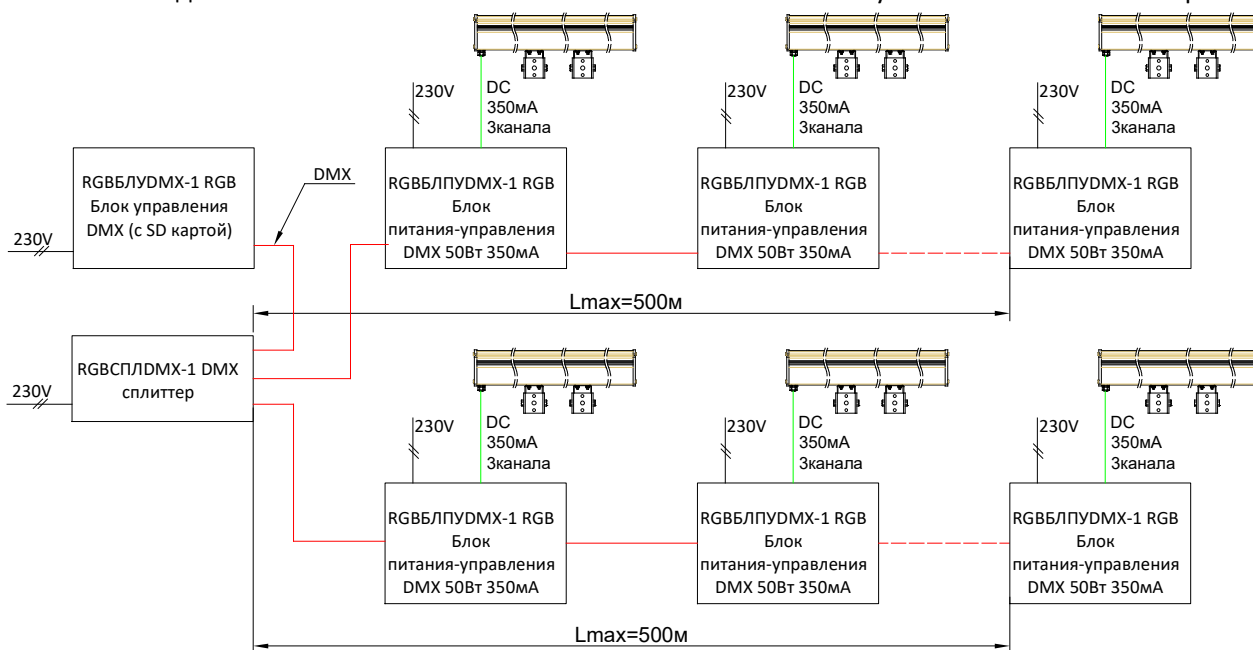 230V
DC
350мА
3канала
230V
DC
350мА
3канала
230V
DC
350мА
3канала
RGBБЛУDMX-1 RGB
Блок управления
DMX (с SD картой)
230V
DMX
RGBБЛПУDMX-1 RGB
Блок
питания-управления
DMX 50Вт 350мА
RGBБЛПУDMX-1 RGB
Блок
питания-управления
DMX 50Вт 350мА
RGBБЛПУDMX-1 RGB
Блок
питания-управления
DMX 50Вт 350мА
Lmax=500м
RGBСПЛDMX-1 DMX
сплиттер
230V
230V
DC
350мА
3канала
230V
DC
350мА
3канала
230V
DC
350мА
3канала
RGBБЛПУDMX-1 RGB
Блок
питания-управления
DMX 50Вт 350мА
RGBБЛПУDMX-1 RGB
Блок
питания-управления
DMX 50Вт 350мА
RGBБЛПУDMX-1 RGB
Блок
питания-управления
DMX 50Вт 350мА
Lmax=500м